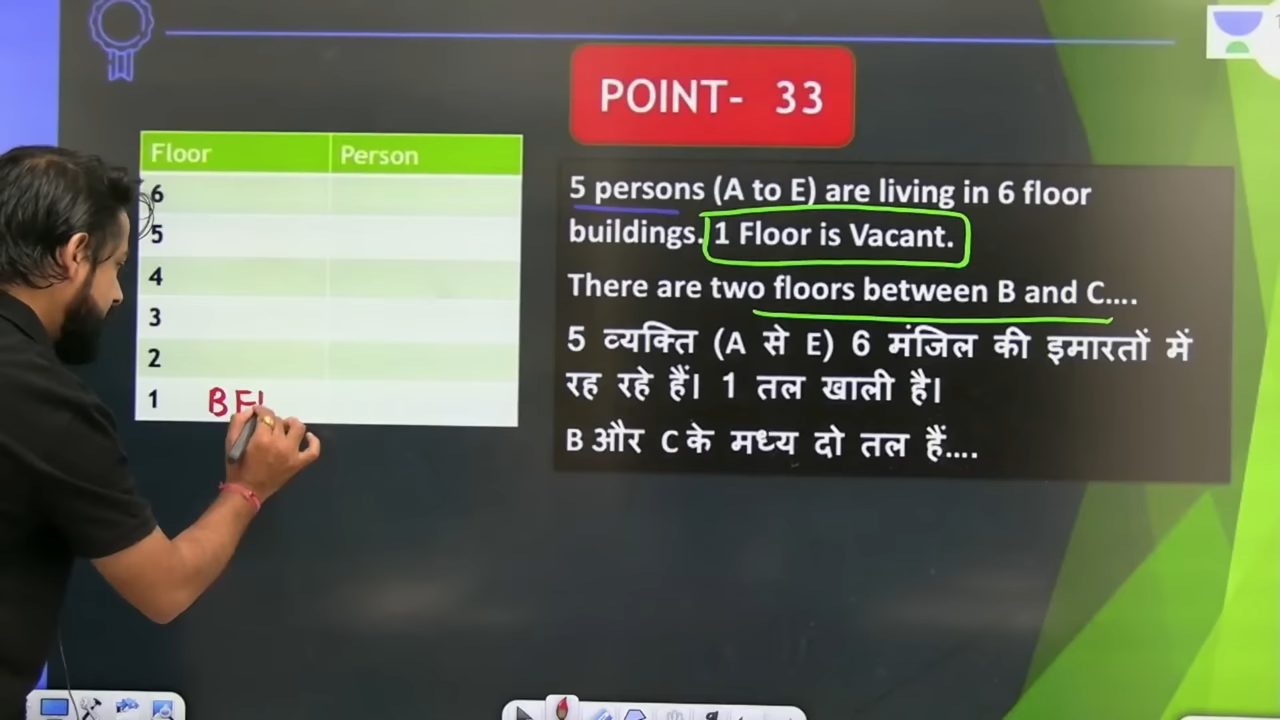 POINT- 33
Floor Person
6
5
4
3
2
1
5 persons (A to E) are living in 6 floor
buildings. 1 Floor is Vacant.
There are two floors between B and C....
5 व्यक्ति (A से E) 6 मंजिल की इमारतों में
रह रहे हैं। 1 तल खाली है।
B और C के मध्य दो तल हैं....